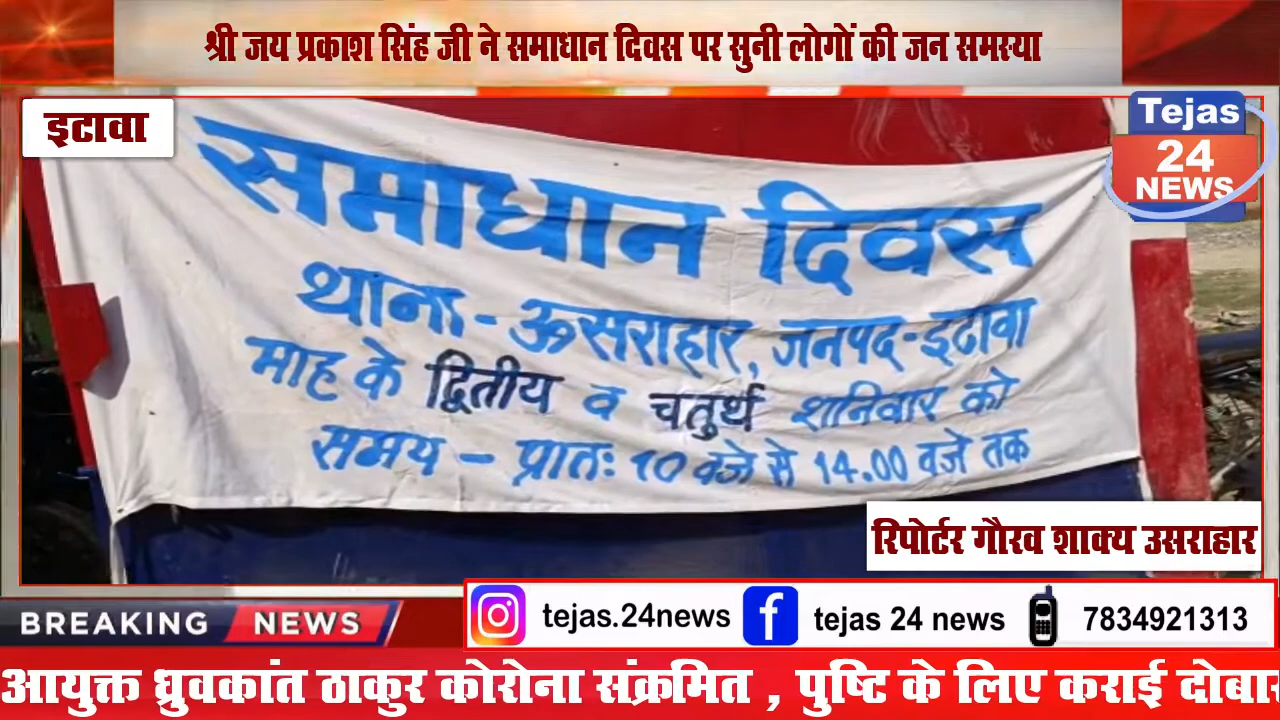 श्री जय प्रकाश सिंह जी ने समाधान दिवस पर सुनी लोगों की जन समस्या
इटावा
Tejas
24
NEWS
समाधान दिवस
थाना-ऊसराहार, जनपद-इटावा
माह के द्वितीय व चतुर्थ शनिवार को
समय - प्रातः 10 वजे से 14.00 वजे तक
रिपोर्टर गौरव शाक्य उसराहार
BREAKING NEWS
tejas.24news tejas 24 news 7834921313
आयुक्त ध्रुवकांत ठाकुर कोरोना संक्रमित , पुष्टि के लिए कराई